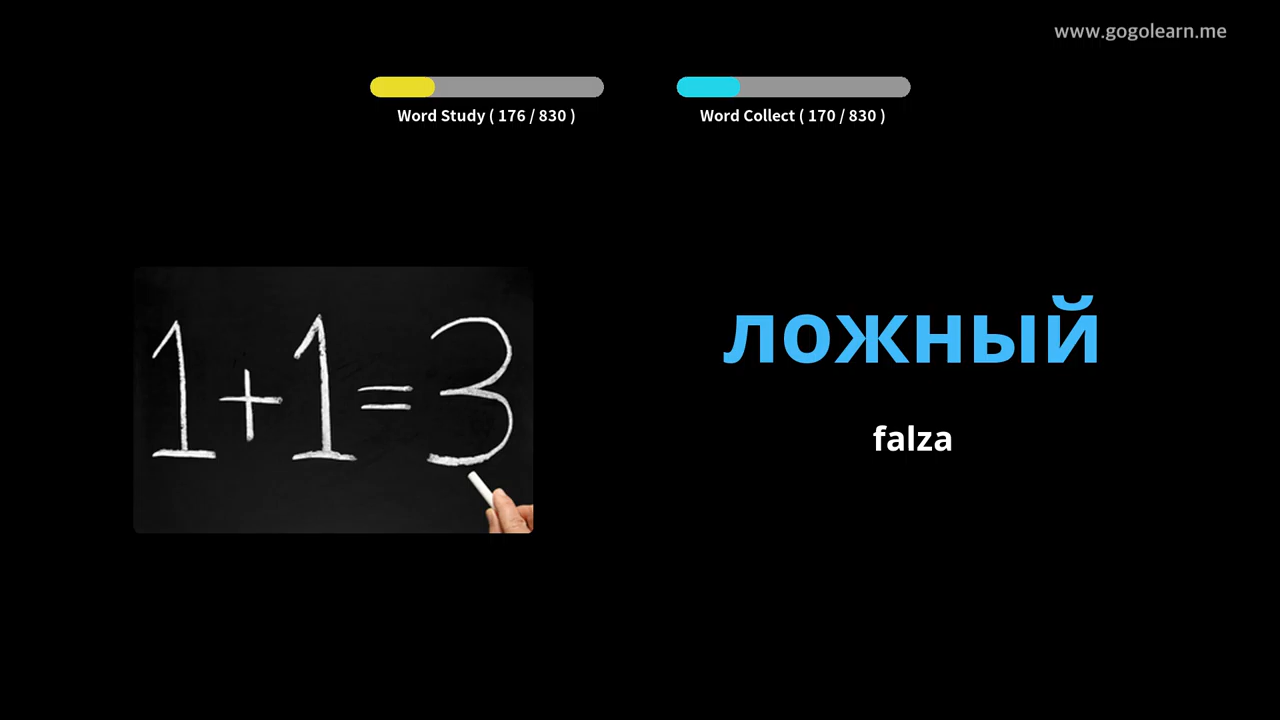 www.gogolearn.me
Word Study ( 176 / 830 )
Word Collect ( 170 / 830 )
1+1=3
ложный
falza